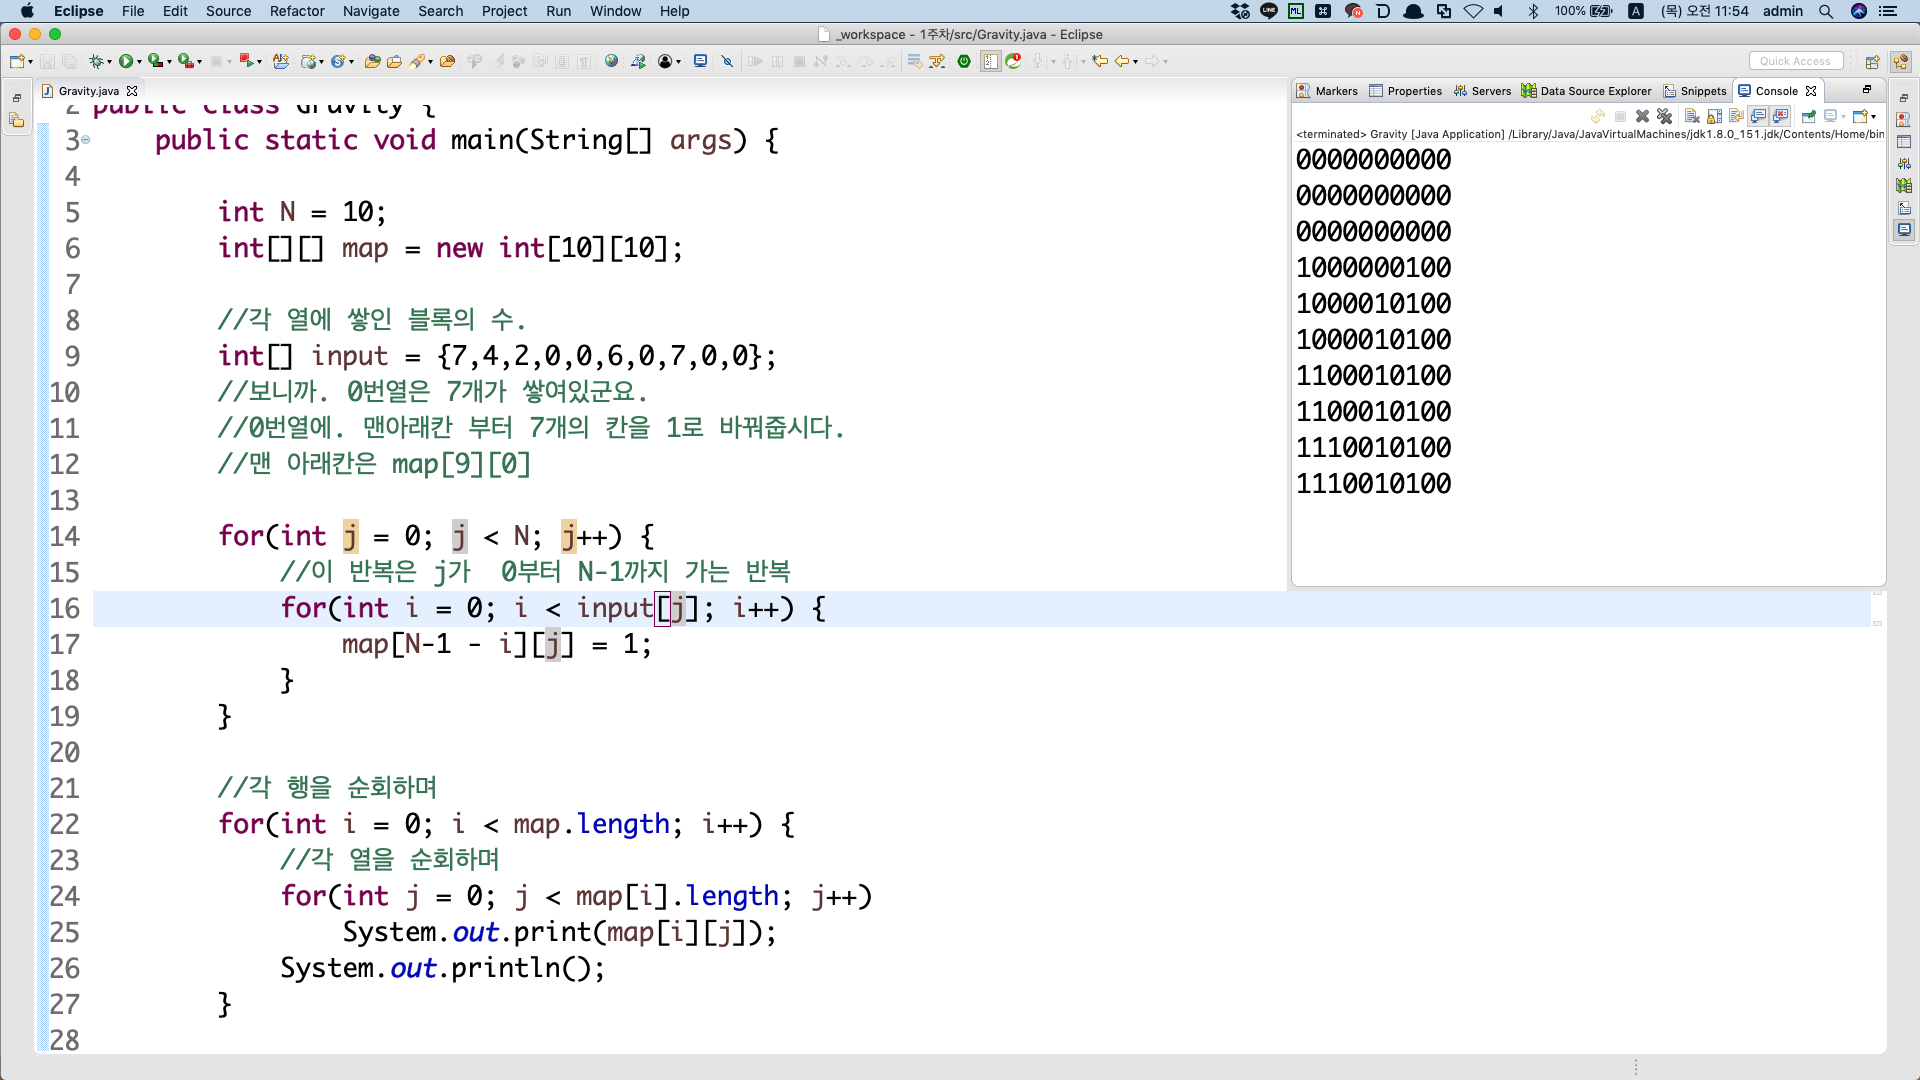 Eclipse File Edit Source Refactor Navigate Search Project Run Window Help 100% A (목) 오전 11:54 admin
_workspace - 1주차/src/Gravity.java - Eclipse
Quick Access
Gravity.java
2 public class Gravity {
3 public static void main(String[] args) {
4
5 int N = 10;
6 int[][] map = new int[10][10];
7
8 //각 열에 쌓인 블록의 수.
9 int[] input = {7,4,2,0,0,6,0,7,0,0};
10 //보니까. 0번열은 7개가 쌓여있군요.
11 //0번열에. 맨아래칸 부터 7개의 칸을 1로 바꿔줍시다.
12 //맨 아래칸은 map[9][0]
13
14 for(int j = 0; j < N; j++) {
15 //이 반복은 j가 0부터 N-1까지 가는 반복
16 for(int i = 0; i < input[j]; i++) {
17 map[N-1 - i][j] = 1;
18 }
19 }
20
21 //각 행을 순회하며
22 for(int i = 0; i < map.length; i++) {
23 //각 열을 순회하며
24 for(int j = 0; j < map[i].length; j++)
25 System.out.print(map[i][j]);
26 System.out.println();
27 }
28
Markers Properties Servers Data Source Explorer Snippets Console
<terminated> Gravity [Java Application] /Library/Java/JavaVirtualMachines/jdk1.8.0_151.jdk/Contents/Home/bin
0000000000
0000000000
0000000000
1000000100
1000010100
1000010100
1100010100
1100010100
1110010100
1110010100